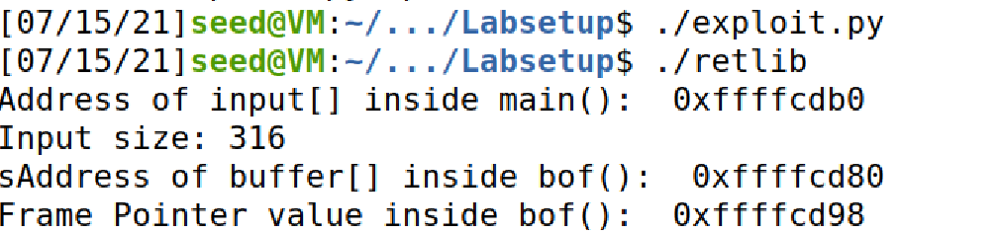 [07/15/21]seed@VM:~/.../Labsetup$ ./exploit.py
[07/15/21]seed@VM:~/.../Labsetup$ ./retlib
Address of input[] inside main():  0xffffcdb0
Input size: 316
sAddress of buffer[] inside bof():  0xffffcd80
Frame Pointer value inside bof():  0xffffcd98